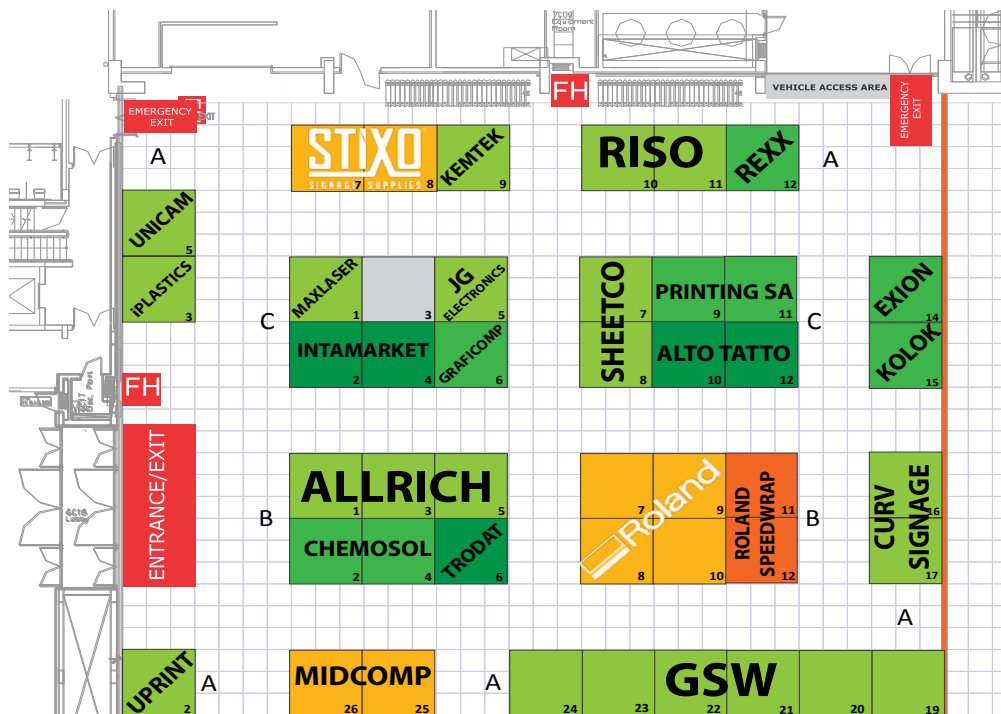 7C09
Equipment
Room
FH
VEHICLE ACCESS AREA
EMERGENCY
EXIT
EMERGENCY
EXIT
EXIT
A
STIXO
SIGNAGE SUPPLIES
7
8
KEMTEK
9
RISO
10
11
REXX
12
A
UNICAM
5
iPLASTICS
3
MAXLASER
1
3
JG
ELECTRONICS
5
C
INTAMARKET
2
4
GRAFICOMP
6
SHEETCO
7
8
PRINTING SA
9
11
ALTO TATTO
10
12
C
EXION
14
KOLOK
15
FH
ENTRANCE/EXIT
B
ALLRICH
1
3
5
CHEMOSOL
2
4
TRODAT
6
Roland
7
9
8
10
ROLAND
SPEEDWRAP
11
12
B
CURV
SIGNAGE
16
17
A
UPRINT
2
A
MIDCOMP
26
25
A
GSW
24
23
22
21
20
19